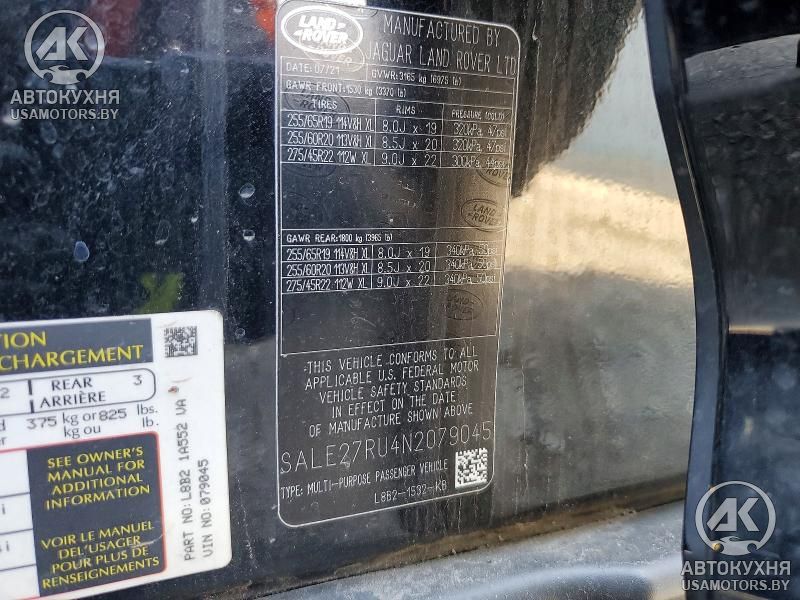 AK
АВТОКУХНЯ
USAMOTORS.BY
LAND
ROVER
MANUFACTURED BY
JAGUAR LAND ROVER LTD
DATE: 07/21
GVWR: 3165 kg (6975 lb)
GAWR FRONT: 1530 kg (3370 lb)
TIRES RIMS PRESSURE (COLD)
255/65R19 114V&H XL 8.0J x 19 320kPa, 47psi
255/60R20 113V&H XL 8.5J x 20 320kPa, 47psi
275/45R22 112W XL 9.0J x 22 300kPa, 44psi
GAWR REAR: 1800 kg (3965 lb)
255/65R19 114V&H XL 8.0J x 19 340kPa, 50psi
255/60R20 113V&H XL 8.5J x 20 340kPa, 50psi
275/45R22 112W XL 9.0J x 22 340kPa, 50psi
THIS VEHICLE CONFORMS TO ALL
APPLICABLE U.S. FEDERAL MOTOR
VEHICLE SAFETY STANDARDS
IN EFFECT ON THE DATE
OF MANUFACTURE SHOWN ABOVE
SALE27RU4N2079045
TYPE: MULTI-PURPOSE PASSENGER VEHICLE
L8B2-1532-KB
TION
CHARGEMENT
2 REAR 3
ARRIÈRE
375 kg or 825 lbs.
kg ou lb.
SEE OWNER'S
MANUAL FOR
ADDITIONAL
INFORMATION
VOIR LE MANUEL
DEL'USAGER
POUR PLUS DE
RENSEIGNEMENTS
PART NO: L8B2 1A552 VA
VIN NO: 079045
AK
АВТОКУХНЯ
USAMOTORS.BY